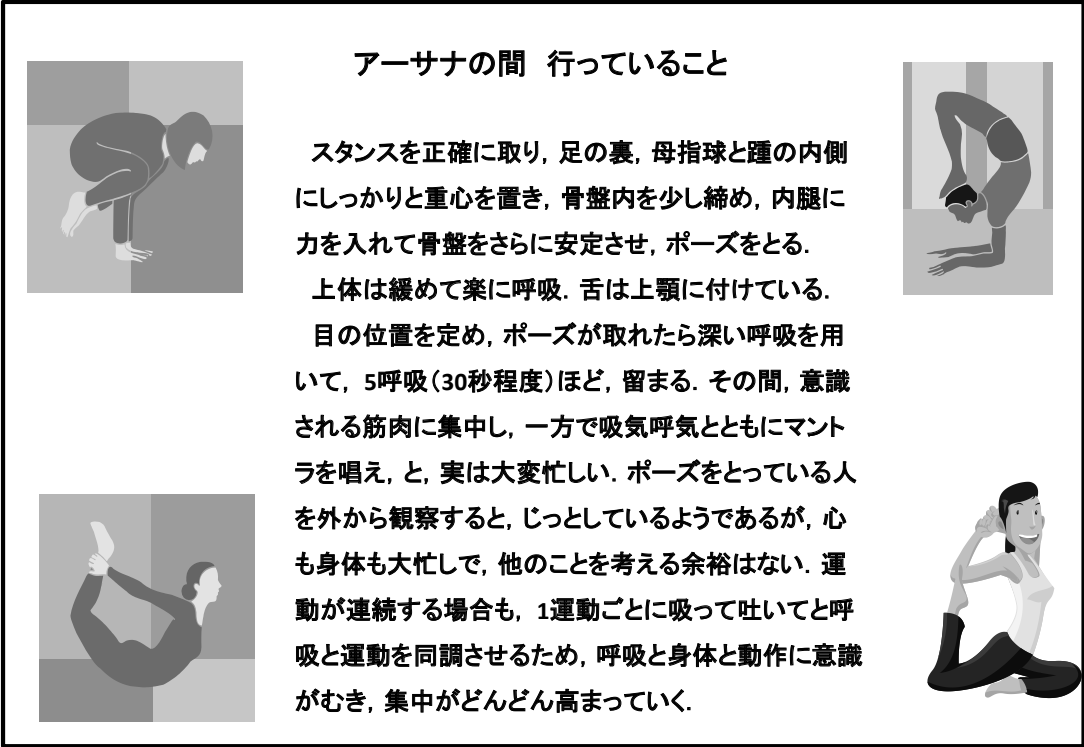 アーサナの間　行っていること
スタンスを正確に取り，足の裏，母指球と踵の内側
にしっかりと重心を置き，骨盤内を少し締め，内腿に
力を入れて骨盤をさらに安定させ，ポーズをとる．
上体は緩めて楽に呼吸．舌は上顎に付けている．
目の位置を定め，ポーズが取れたら深い呼吸を用
いて，5呼吸（30秒程度）ほど，留まる．その間，意識
される筋肉に集中し，一方で吸気呼気とともにマント
ラを唱え，と，実は大変忙しい．ポーズをとっている人
を外から観察すると，じっとしているようであるが，心
も身体も大忙しで，他のことを考える余裕はない．運
動が連続する場合も，1運動ごとに吸って吐いてと呼
吸と運動を同調させるため，呼吸と身体と動作に意識
がむき，集中がどんどん高まっていく．